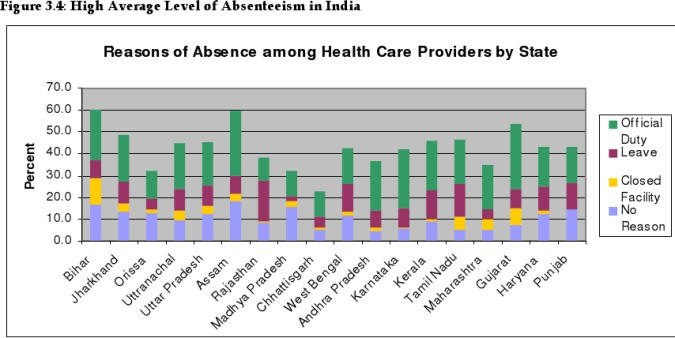 Figure 3.4: High Average Level of Absenteeism in India
Reasons of Absence among Health Care Providers by State
Percent
70.0
60.0
50.0
40.0
30.0
20.0
10.0
0.0
Bihar
Jharkhand
Orissa
Uttranachal
Uttar Pradesh
Assam
Rajasthan
Madhya Pradesh
Chhattisgarh
West Bengal
Andhra Pradesh
Karnataka
Kerala
Tamil Nadu
Maharashtra
Gujarat
Haryana
Punjab
Official
Duty
Leave
Closed
Facility
No
Reason